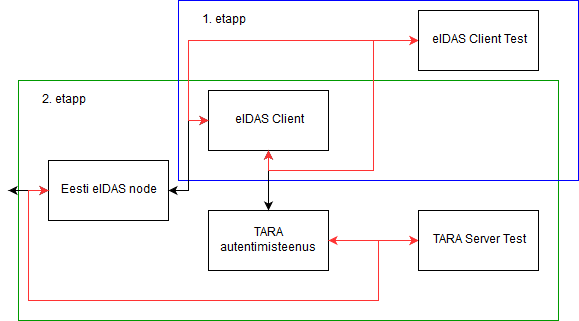 1. etapp
eIDAS Client Test
2. etapp
eIDAS Client
Eesti eIDAS node
TARA
autentimisteenus
TARA Server Test